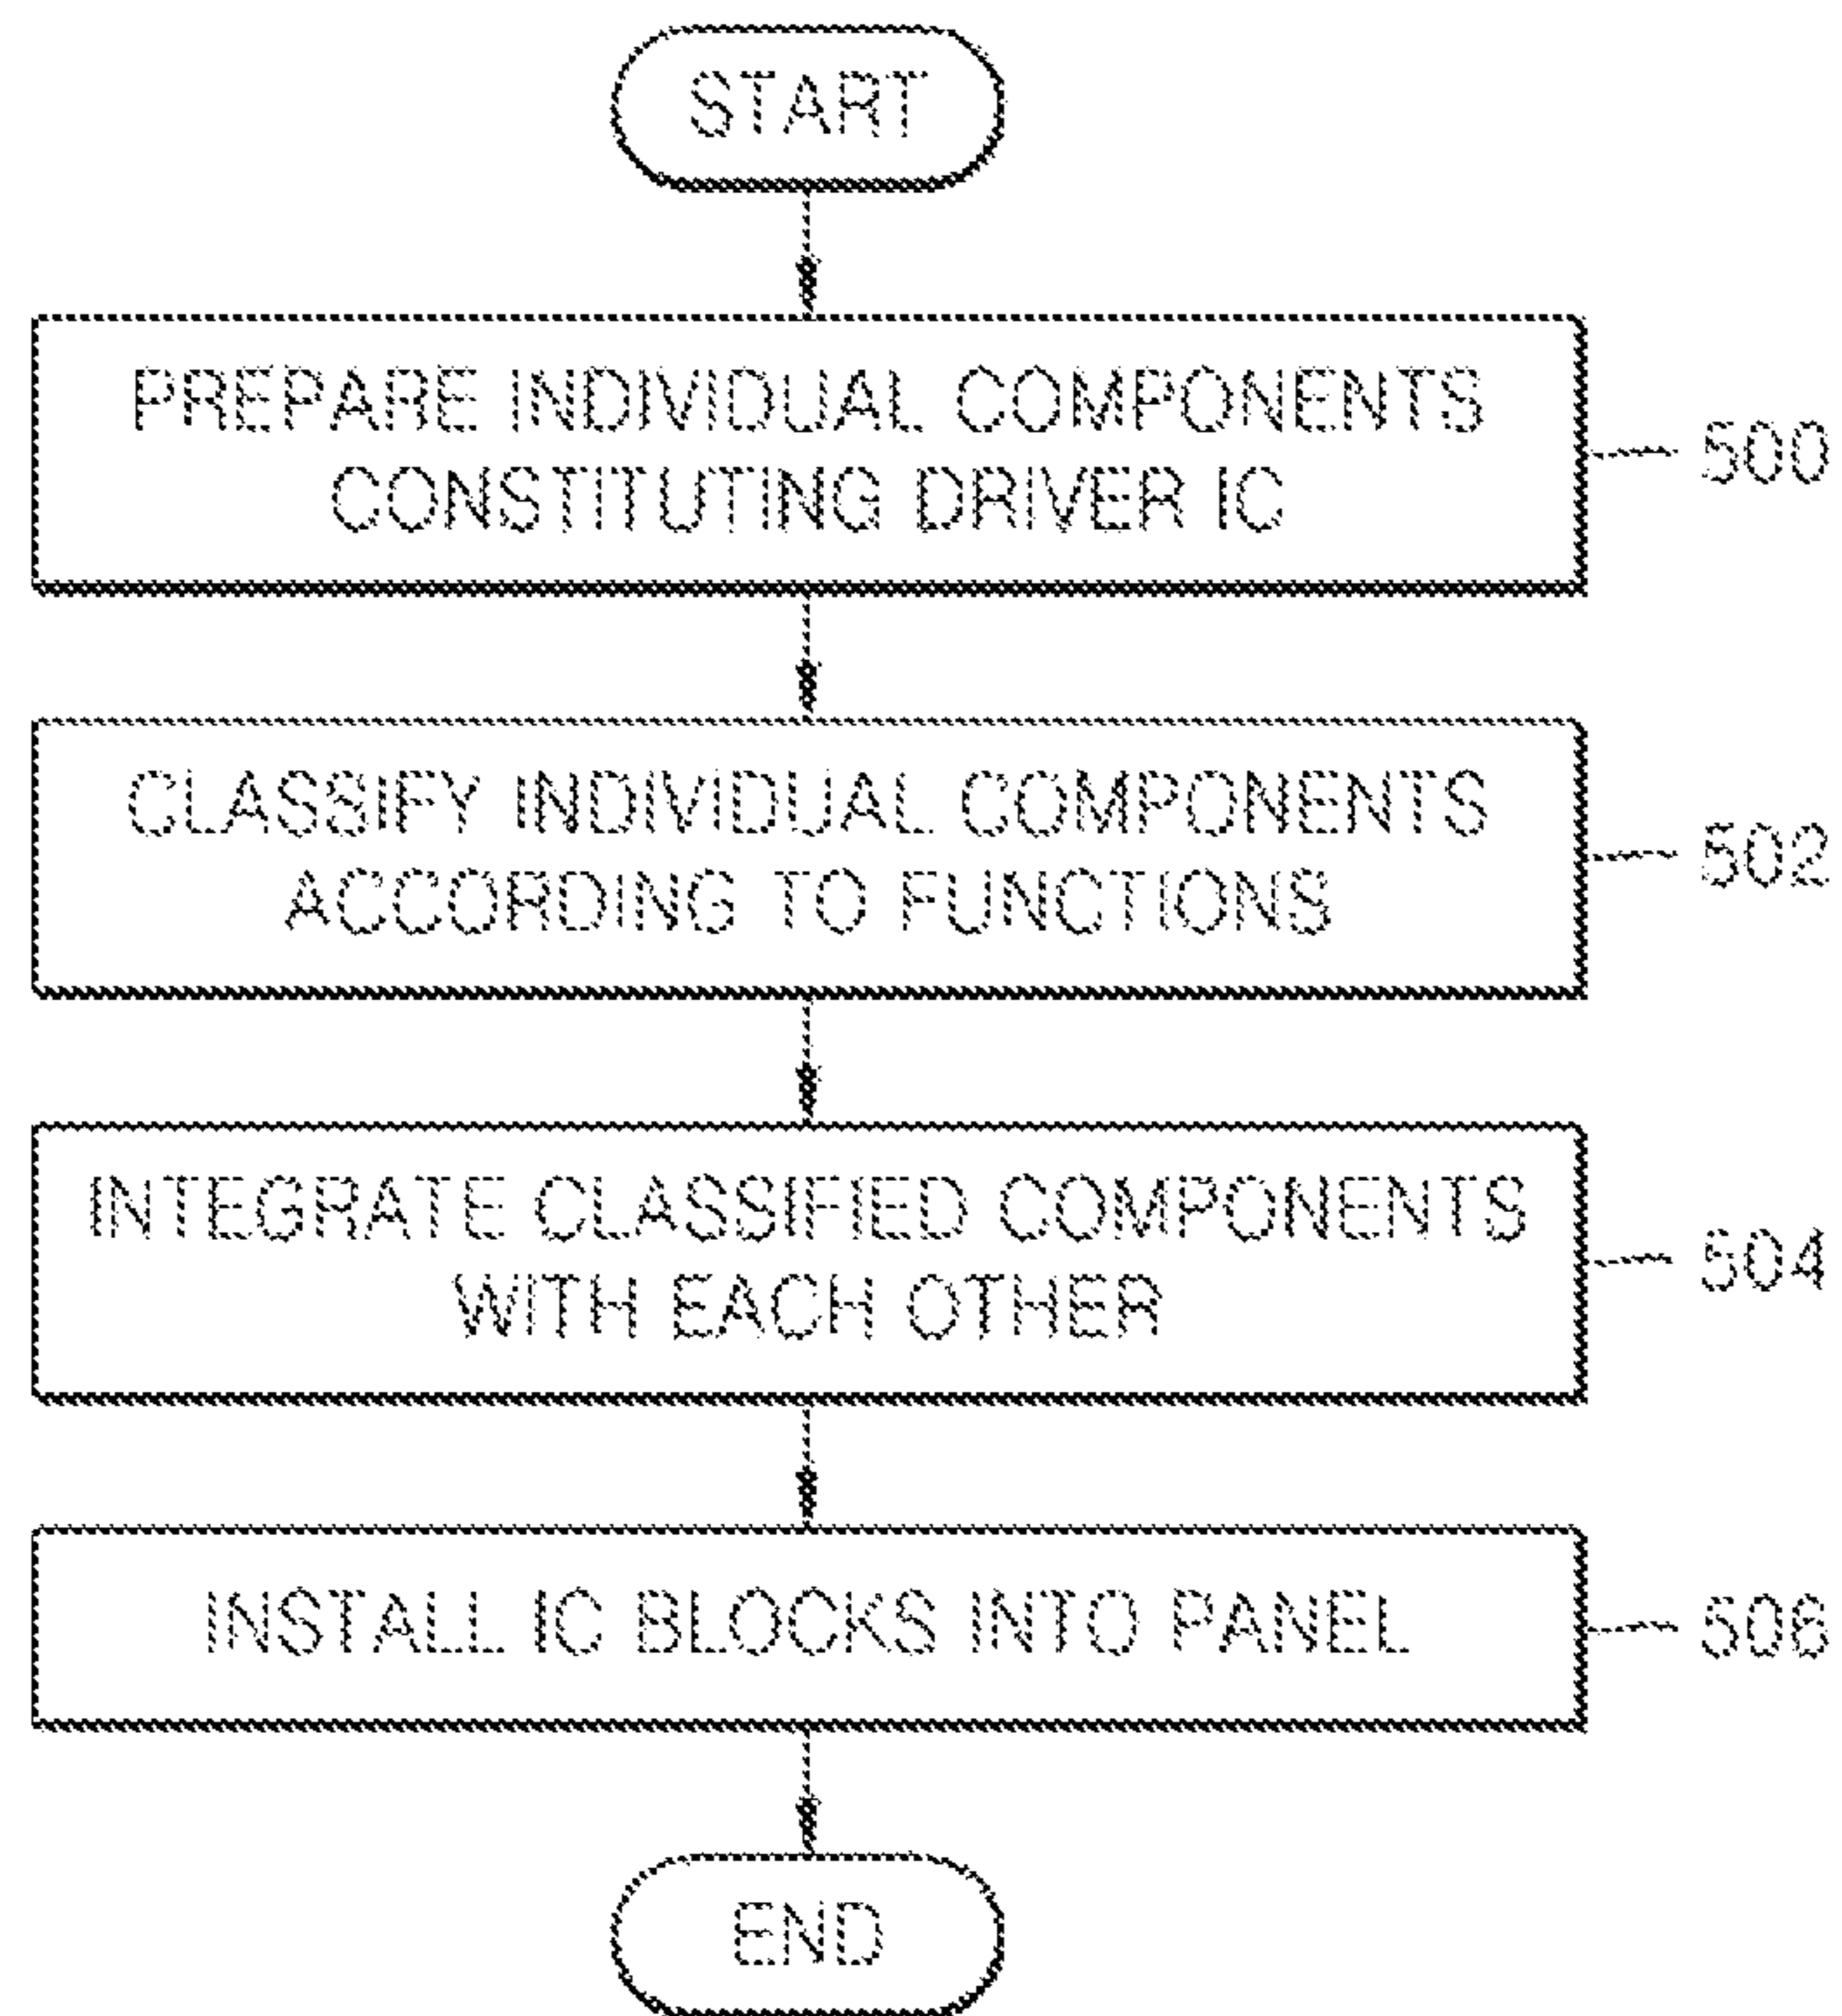 START
PREPARE INDIVIDUAL COMPONENTS
CONSTITUTING DRIVER IC
500
CLASSIFY INDIVIDUAL COMPONENTS
ACCORDING TO FUNCTIONS
502
INTEGRATE CLASSIFIED COMPONENTS
WITH EACH OTHER
504
INSTALL IC BLOCKS INTO PANEL
506
END